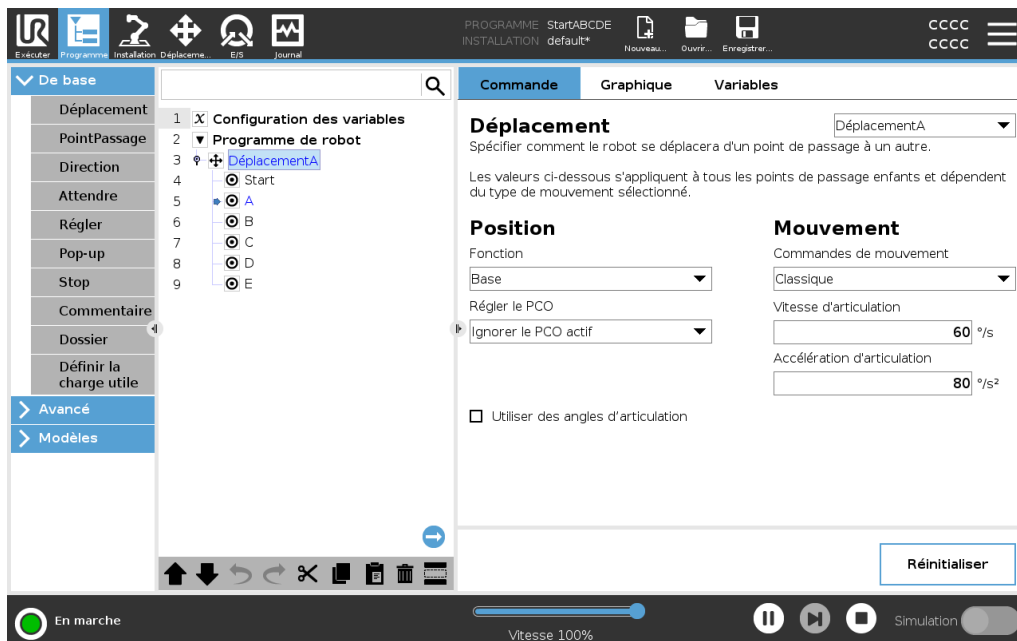 PROGRAMME StartABCDE
INSTALLATION default*
Exécuter Programme Installation Déplaceme... E/S Journal
Nouveau... Ouvrir... Enregistrer...
cccc
cccc
De base
Déplacement
PointPassage
Direction
Attendre
Régler
Pop-up
Stop
Commentaire
Dossier
Définir la
charge utile
Avancé
Modèles
1 X Configuration des variables
2 Programme de robot
3 DéplacementA
4 Start
5 A
6 B
7 C
8 D
9 E
Commande Graphique Variables
Déplacement
DéplacementA
Spécifier comment le robot se déplacera d'un point de passage à un autre.
Les valeurs ci-dessous s'appliquent à tous les points de passage enfants et dépendent
du type de mouvement sélectionné.
Position
Fonction
Base
Régler le PCO
Ignorer le PCO actif
Utiliser des angles d'articulation
Mouvement
Commandes de mouvement
Classique
Vitesse d'articulation
60 °/s
Accélération d'articulation
80 °/s²
Réinitialiser
En marche
Vitesse 100%
Simulation